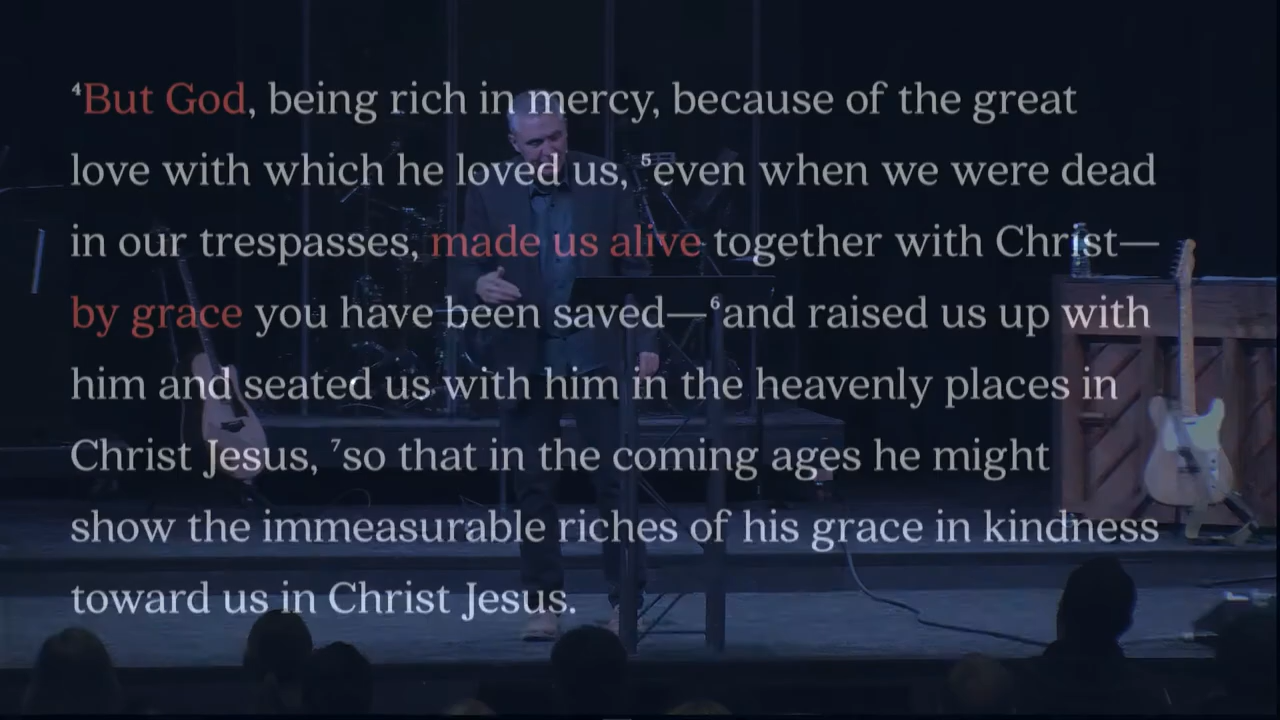 ⁴But God, being rich in mercy, because of the great
love with which he loved us, ⁵even when we were dead
in our trespasses, made us alive together with Christ—
by grace you have been saved—⁶and raised us up with
him and seated us with him in the heavenly places in
Christ Jesus, ⁷so that in the coming ages he might
show the immeasurable riches of his grace in kindness
toward us in Christ Jesus.